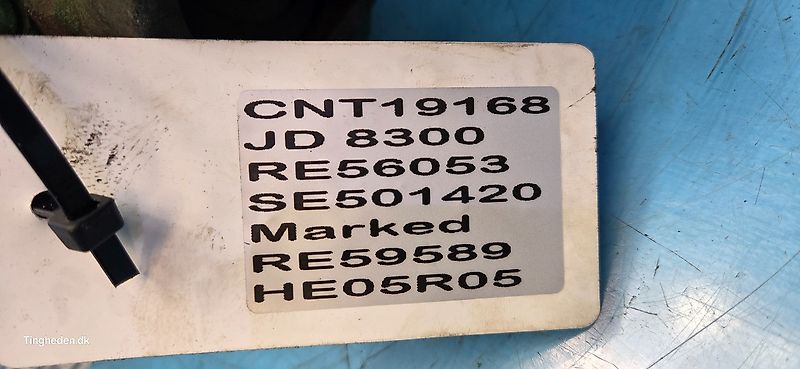 CNT19168
JD 8300
RE56053
SE501420
Marked
RE59589
HE05R05
Tingheden.dk